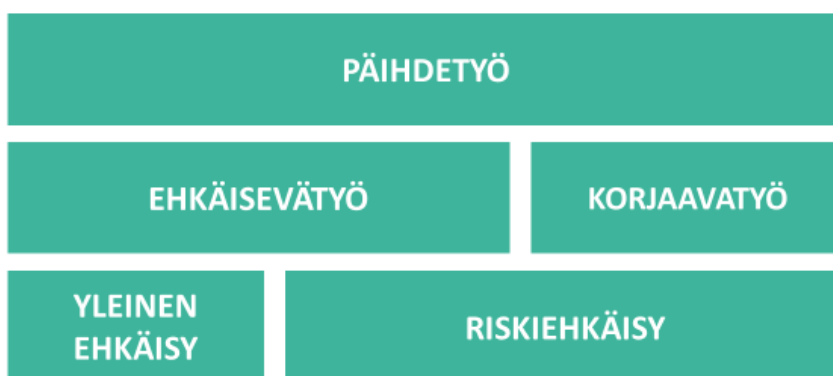 PÄIHDETYÖ
EHKÄISEVÄTYÖ
KORJAAVATYÖ
YLEINEN
EHKÄISY
RISKIEHKÄISY